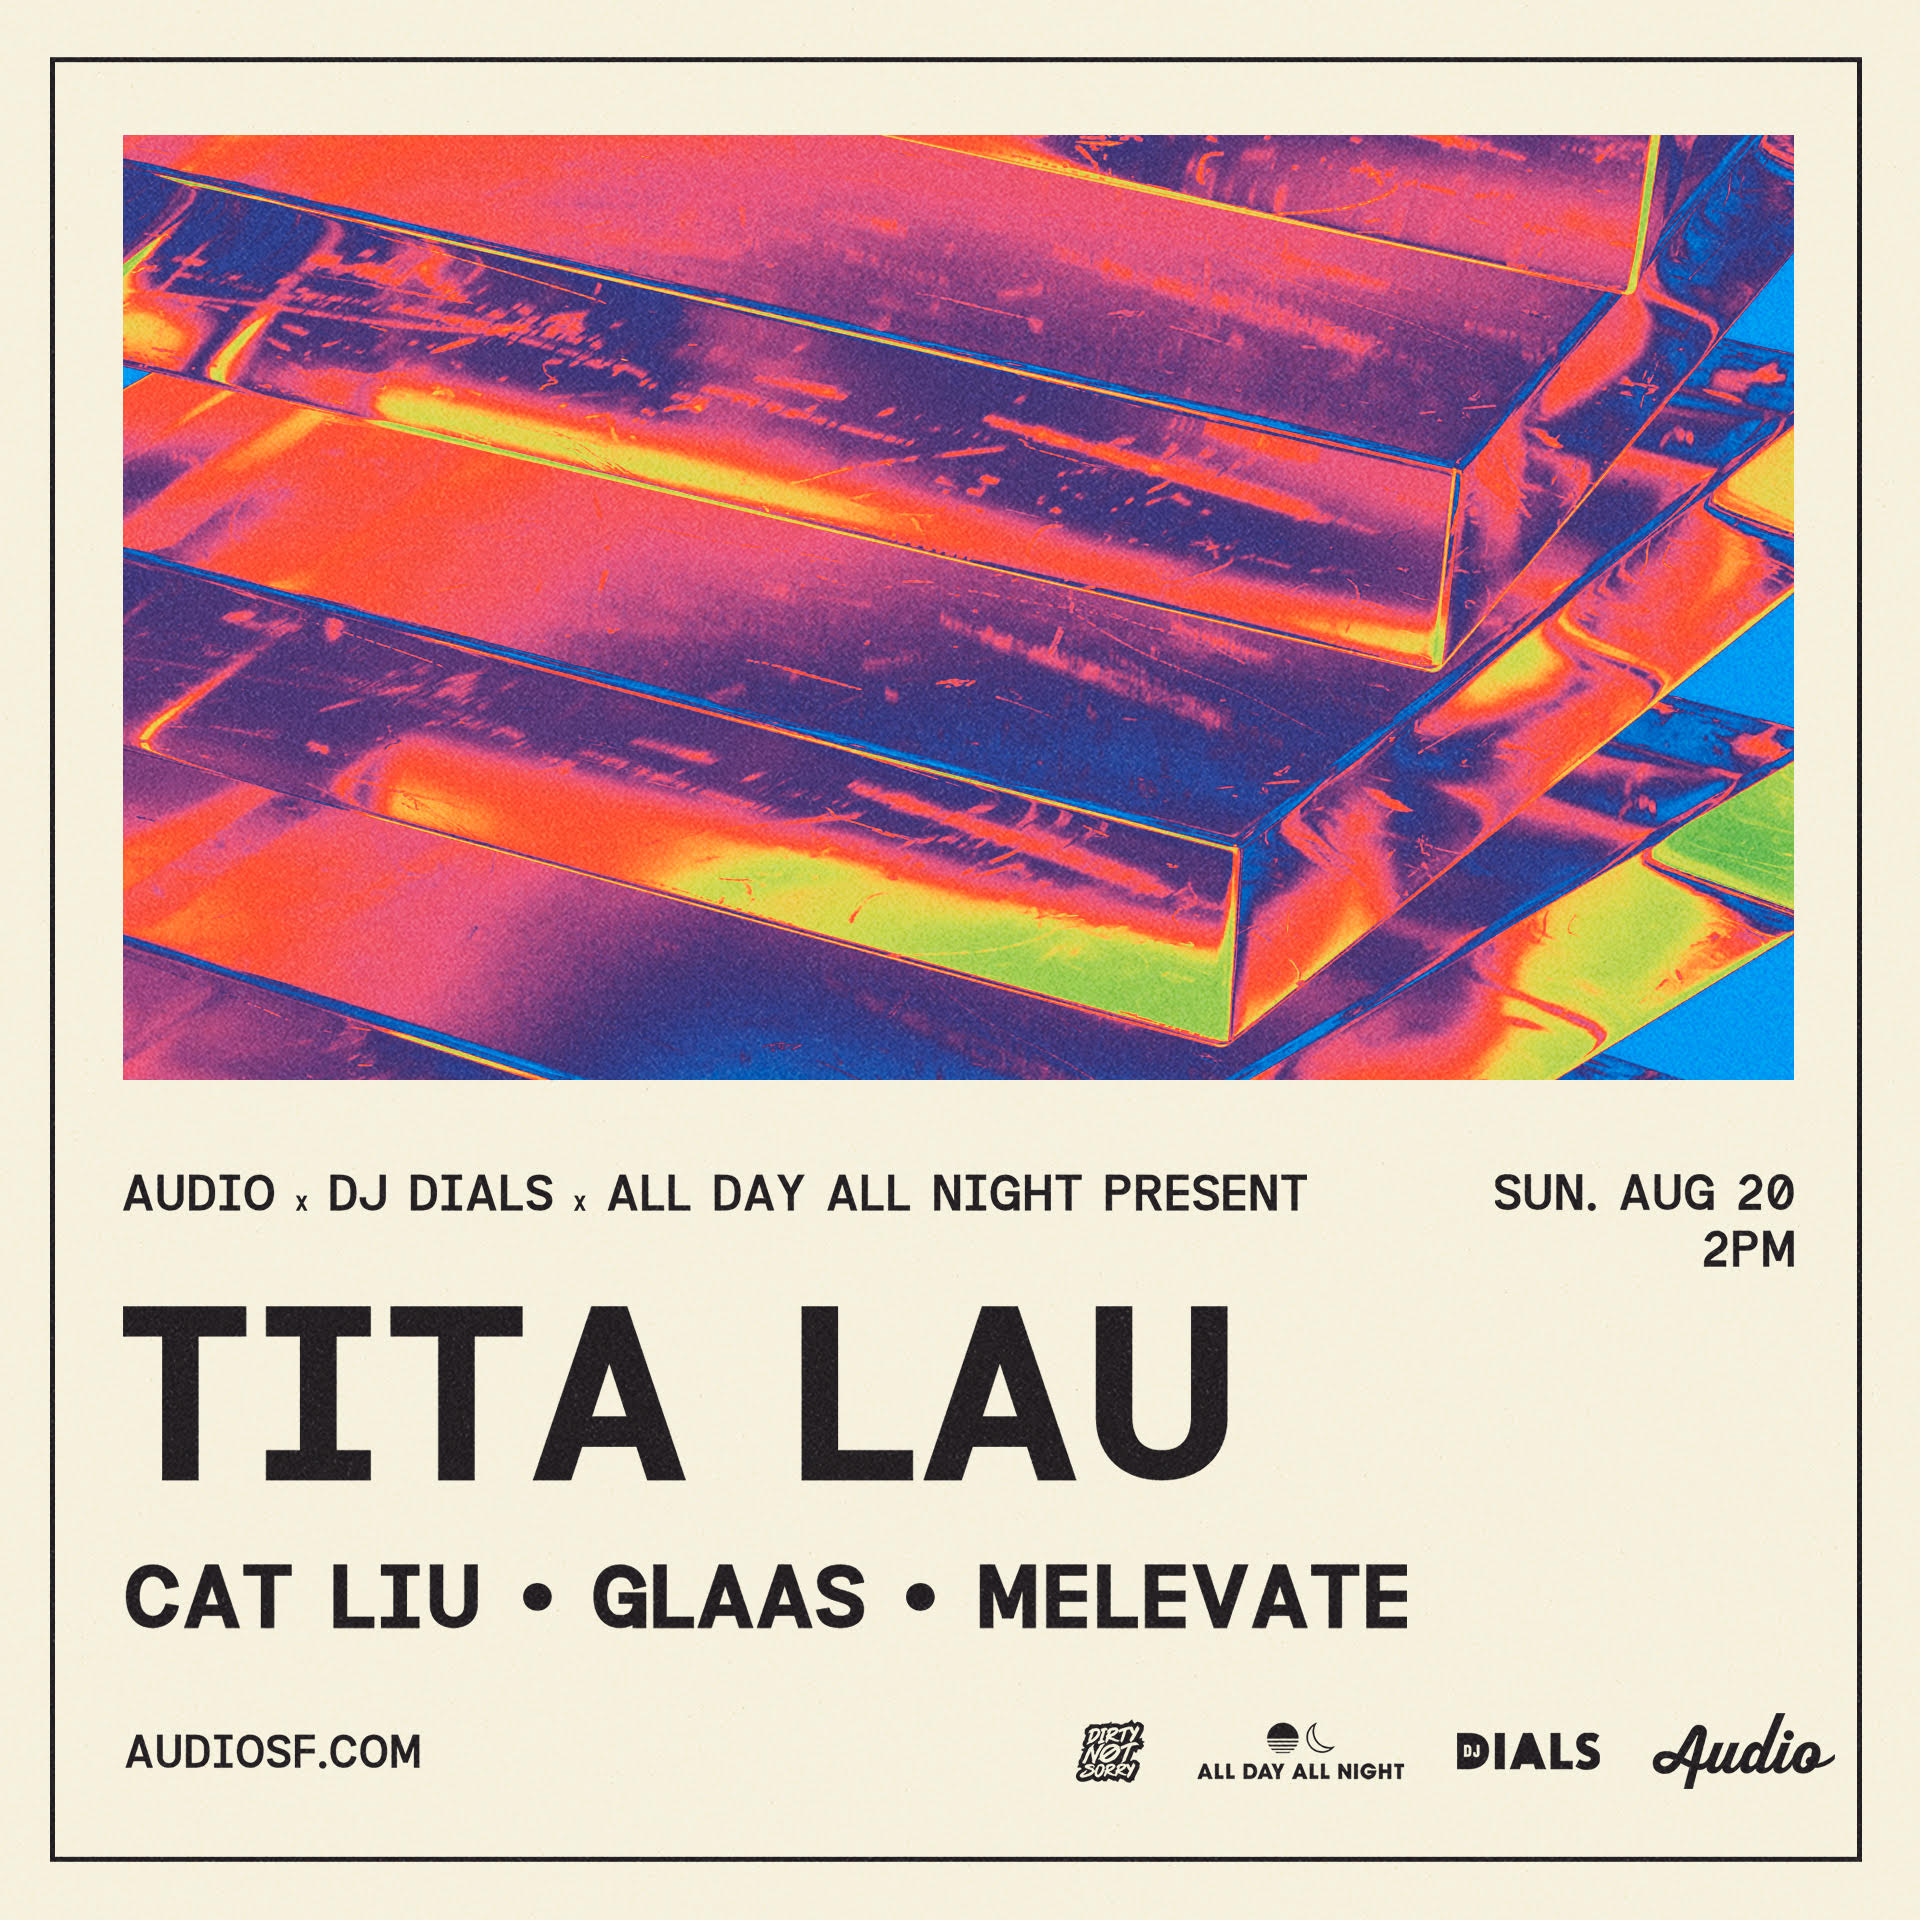 AUDIO x DJ DIALS x ALL DAY ALL NIGHT PRESENT
SUN. AUG 20
2PM
TITA LAU
CAT LIU • GLAAS • MELEVATE
AUDIOSF.COM
DIRTY
NOT
SORRY
ALL DAY ALL NIGHT
DJ DIALS
Audio